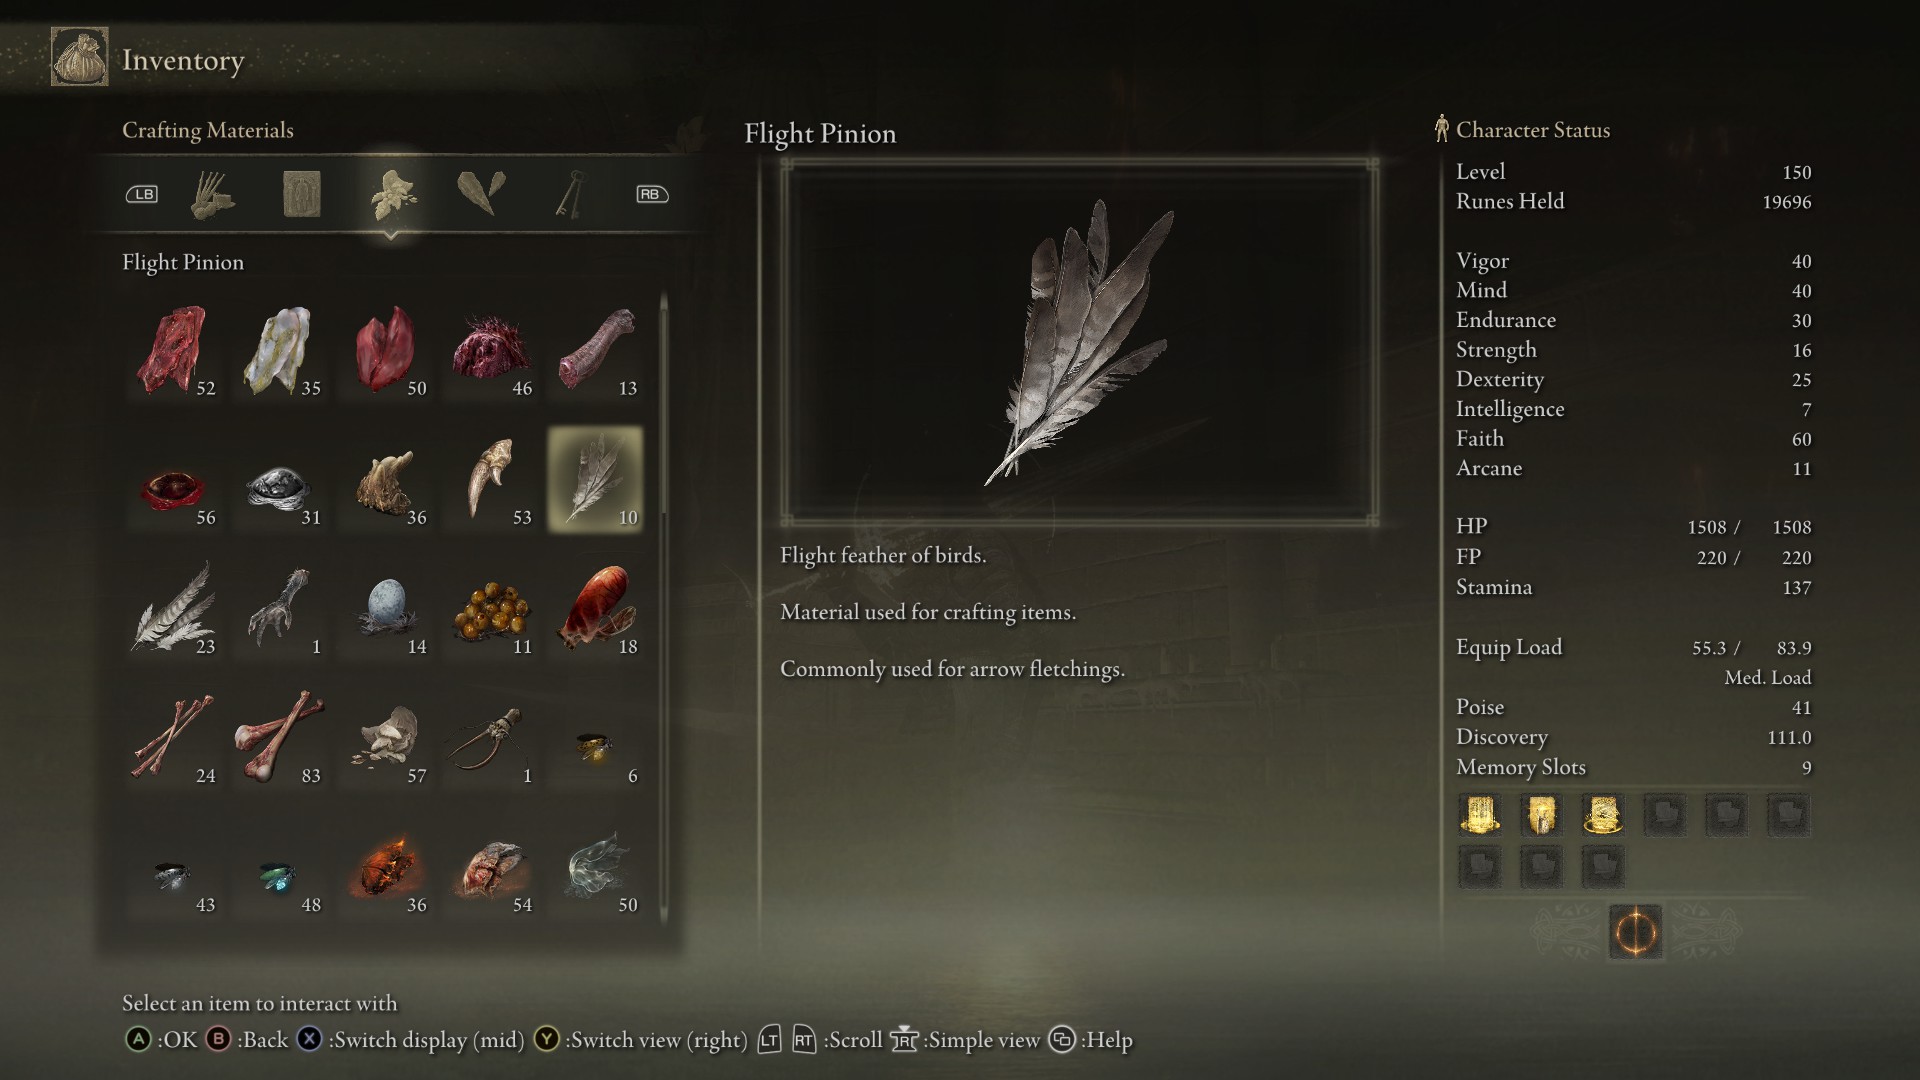 Inventory
Crafting Materials
LB
RB
Flight Pinion
52 35 50 46 13
56 31 36 53 10
23 1 14 11 18
24 83 57 1 6
43 48 36 54 50
Flight Pinion
Flight feather of birds.
Material used for crafting items.
Commonly used for arrow fletchings.
Character Status
Level 150
Runes Held 19696
Vigor 40
Mind 40
Endurance 30
Strength 16
Dexterity 25
Intelligence 7
Faith 60
Arcane 11
HP 1508 / 1508
FP 220 / 220
Stamina 137
Equip Load 55.3 / 83.9
Med. Load
Poise 41
Discovery 111.0
Memory Slots 9
Select an item to interact with
A :OK B :Back X :Switch display (mid) Y :Switch view (right) LT RT :Scroll R :Simple view :Help